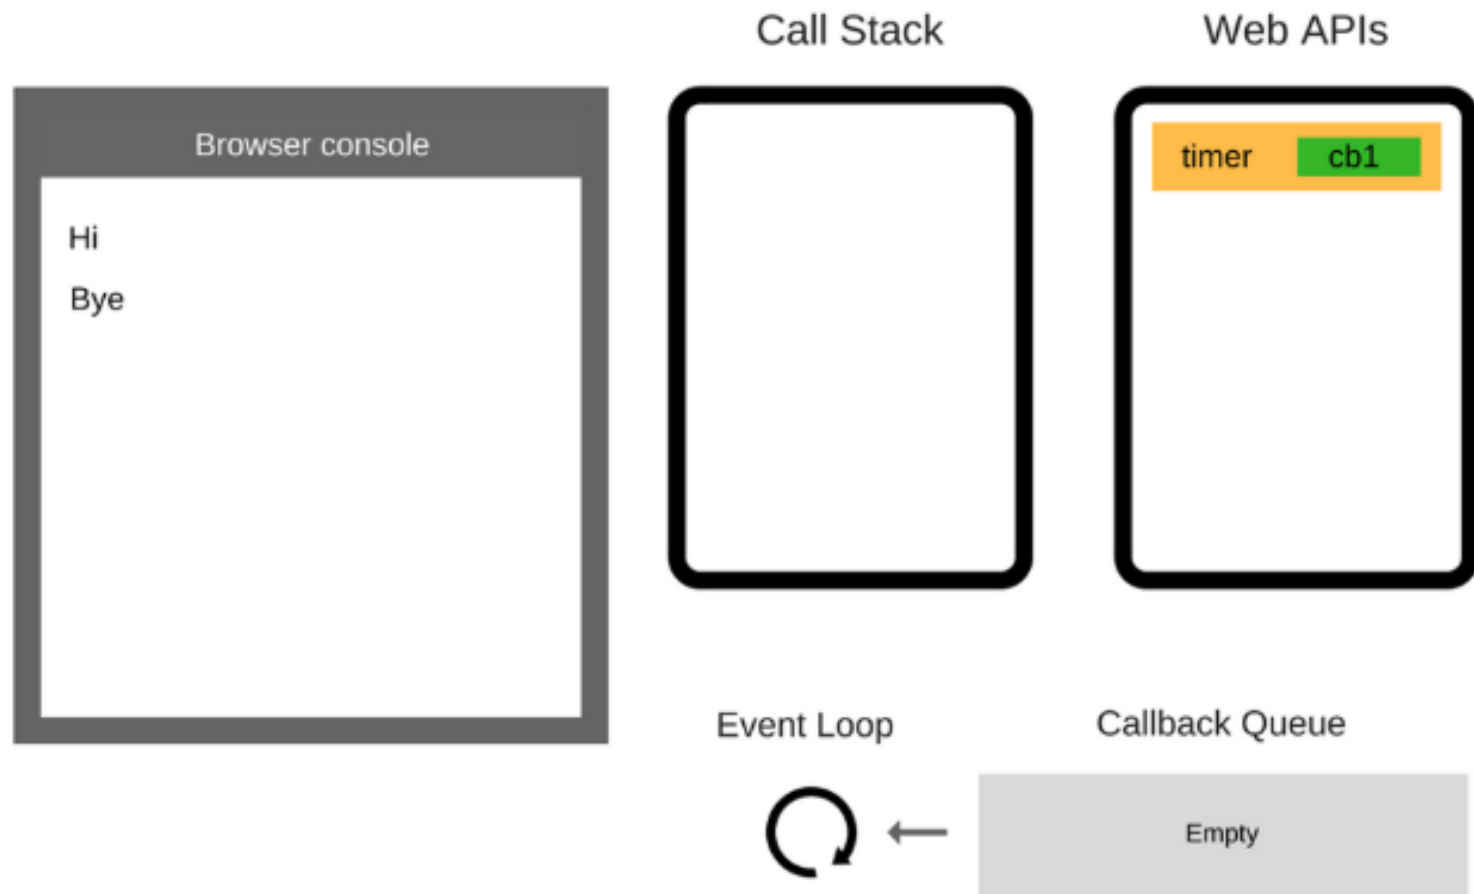 Call Stack
Web APIs
Browser console
timer
cb1
Hi
Bye
Event Loop
Callback Queue
Empty